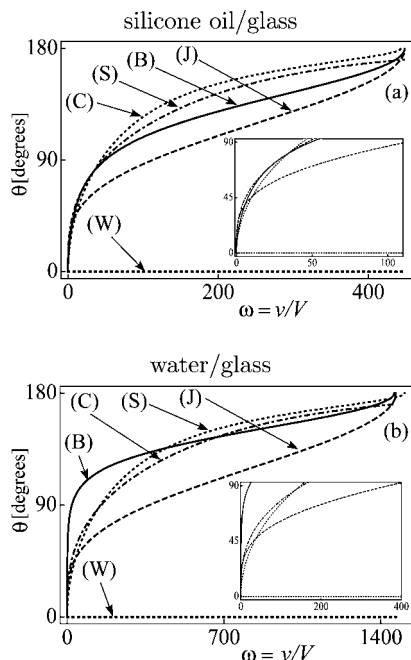 silicone oil/glass
180
90
0
θ[degrees]
(C)
(S)
(B)
(J)
(a)
(W)
90
45
0
0
50
100
0
200
400
ω = v/V
water/glass
180
90
0
θ[degrees]
(B)
(C)
(S)
(J)
(b)
(W)
90
45
0
0
200
400
0
700
1400
ω = v/V